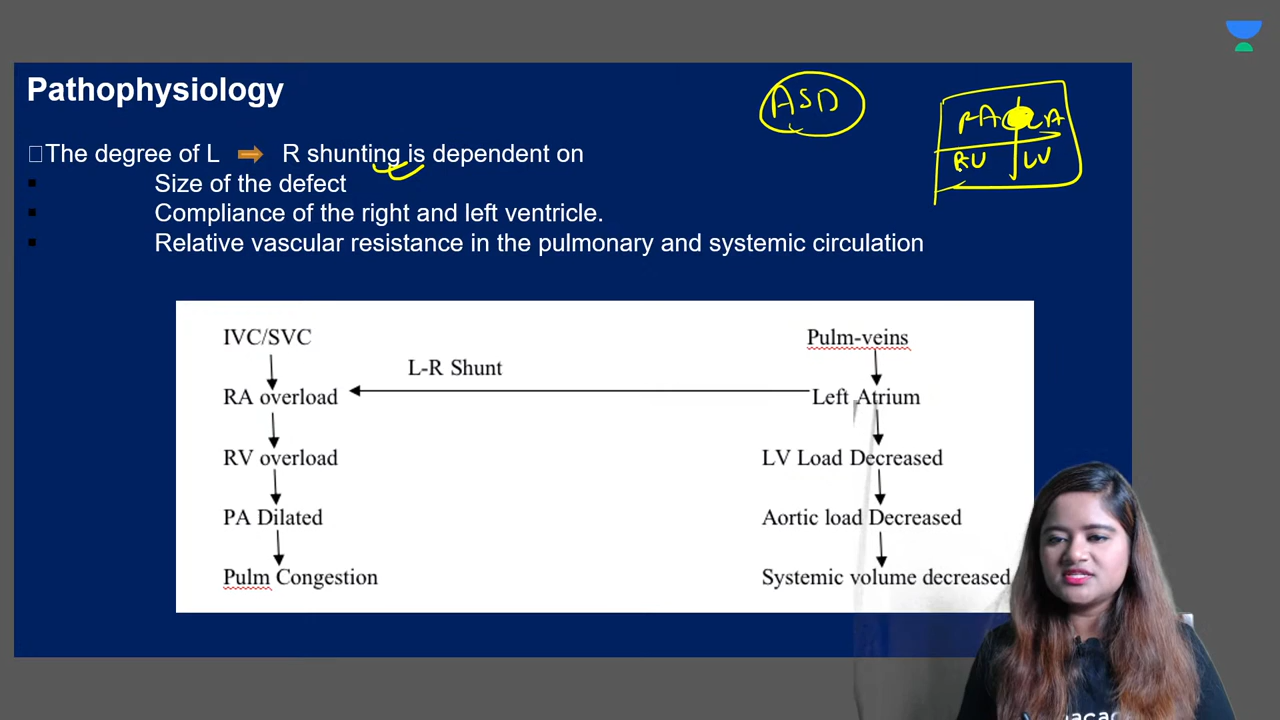 Pathophysiology
ASD
RA LA
RV LV
The degree of L R shunting is dependent on
Size of the defect
Compliance of the right and left ventricle.
Relative vascular resistance in the pulmonary and systemic circulation
IVC/SVC Pulm-veins
L-R Shunt
RA overload Left Atrium
RV overload LV Load Decreased
PA Dilated Aortic load Decreased
Pulm Congestion Systemic volume decreased